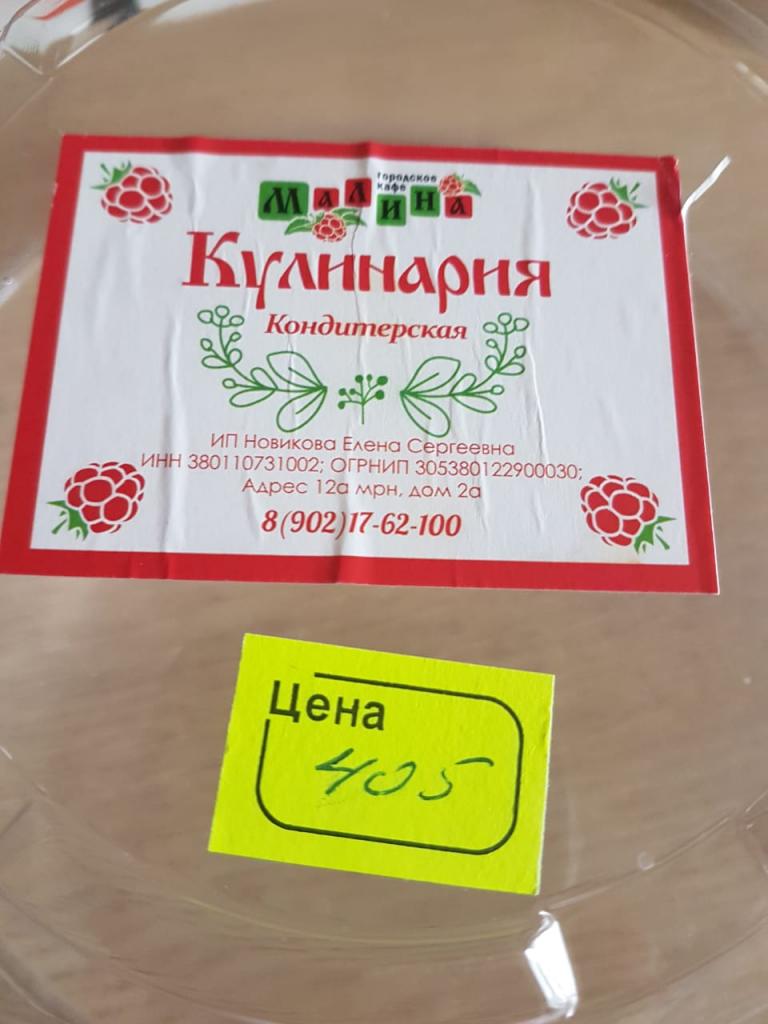 городское
кафе
МАЛИНА
Кулинария
Кондитерская
ИП Новикова Елена Сергеевна
ИНН 380110731002; ОГРНИП 305380122900030;
Адрес 12а мрн, дом 2а
8(902)17-62-100
Цена
405